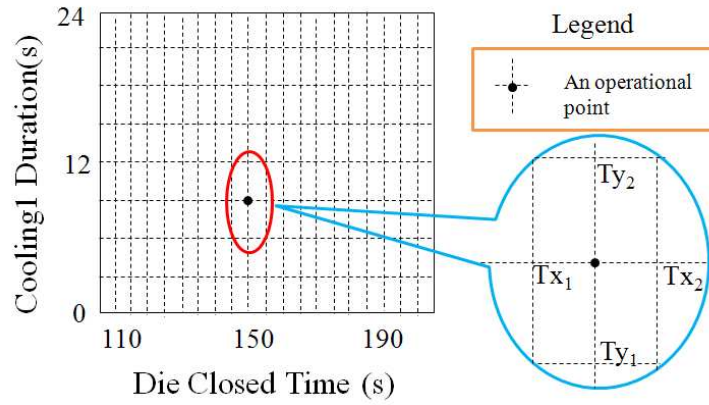 24
12
0
Cooling1 Duration(s)
110 150 190
Die Closed Time (s)
Legend
An operational
point
Ty2
Tx1
Tx2
Ty1